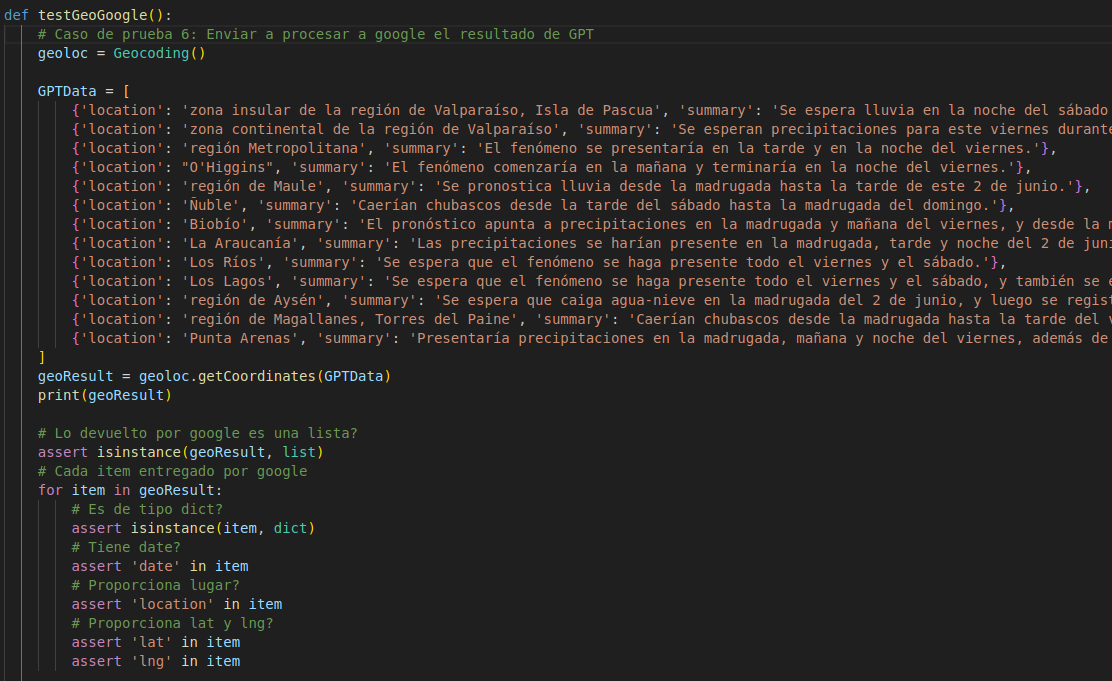 def testGeoGoogle():
    # Caso de prueba 6: Enviar a procesar a google el resultado de GPT
    geoloc = Geocoding()
    GPTData = [
        {'location': 'zona insular de la región de Valparaíso, Isla de Pascua', 'summary': 'Se espera lluvia en la noche del sábado
        {'location': 'zona continental de la región de Valparaíso', 'summary': 'Se esperan precipitaciones para este viernes durante
        {'location': 'región Metropolitana', 'summary': 'El fenómeno se presentaría en la tarde y en la noche del viernes.'},
        {'location': "O'Higgins", 'summary': 'El fenómeno comenzaría en la mañana y terminaría en la noche del viernes.'},
        {'location': 'región de Maule', 'summary': 'Se pronostica lluvia desde la madrugada hasta la tarde de este 2 de junio.'},
        {'location': 'Ñuble', 'summary': 'Caerían chubascos desde la tarde del sábado hasta la madrugada del domingo.'},
        {'location': 'Biobío', 'summary': 'El pronóstico apunta a precipitaciones en la madrugada y mañana del viernes, y desde la
        {'location': 'La Araucanía', 'summary': 'Las precipitaciones se harían presente en la madrugada, tarde y noche del 2 de juni
        {'location': 'Los Ríos', 'summary': 'Se espera que el fenómeno se haga presente todo el viernes y el sábado.'},
        {'location': 'Los Lagos', 'summary': 'Se espera que el fenómeno se haga presente todo el viernes y el sábado, y también se
        {'location': 'región de Aysén', 'summary': 'Se espera que caiga agua-nieve en la madrugada del 2 de junio, y luego se regist
        {'location': 'región de Magallanes, Torres del Paine', 'summary': 'Caerían chubascos desde la madrugada hasta la tarde del
        {'location': 'Punta Arenas', 'summary': 'Presentaría precipitaciones en la madrugada, mañana y noche del viernes, además de
    ]
    geoResult = geoloc.getCoordinates(GPTData)
    print(geoResult)
    # Lo devuelto por google es una lista?
    assert isinstance(geoResult, list)
    # Cada item entregado por google
    for item in geoResult:
        # Es de tipo dict?
        assert isinstance(item, dict)
        # Tiene date?
        assert 'date' in item
        # Proporciona lugar?
        assert 'location' in item
        # Proporciona lat y lng?
        assert 'lat' in item
        assert 'lng' in item